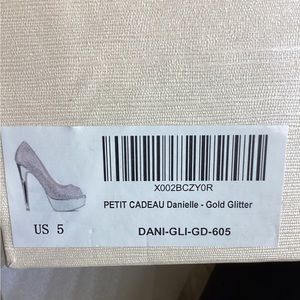 X002BCZY0R
PETIT CADEAU Danielle - Gold Glitter
US 5
DANI-GLI-GD-605